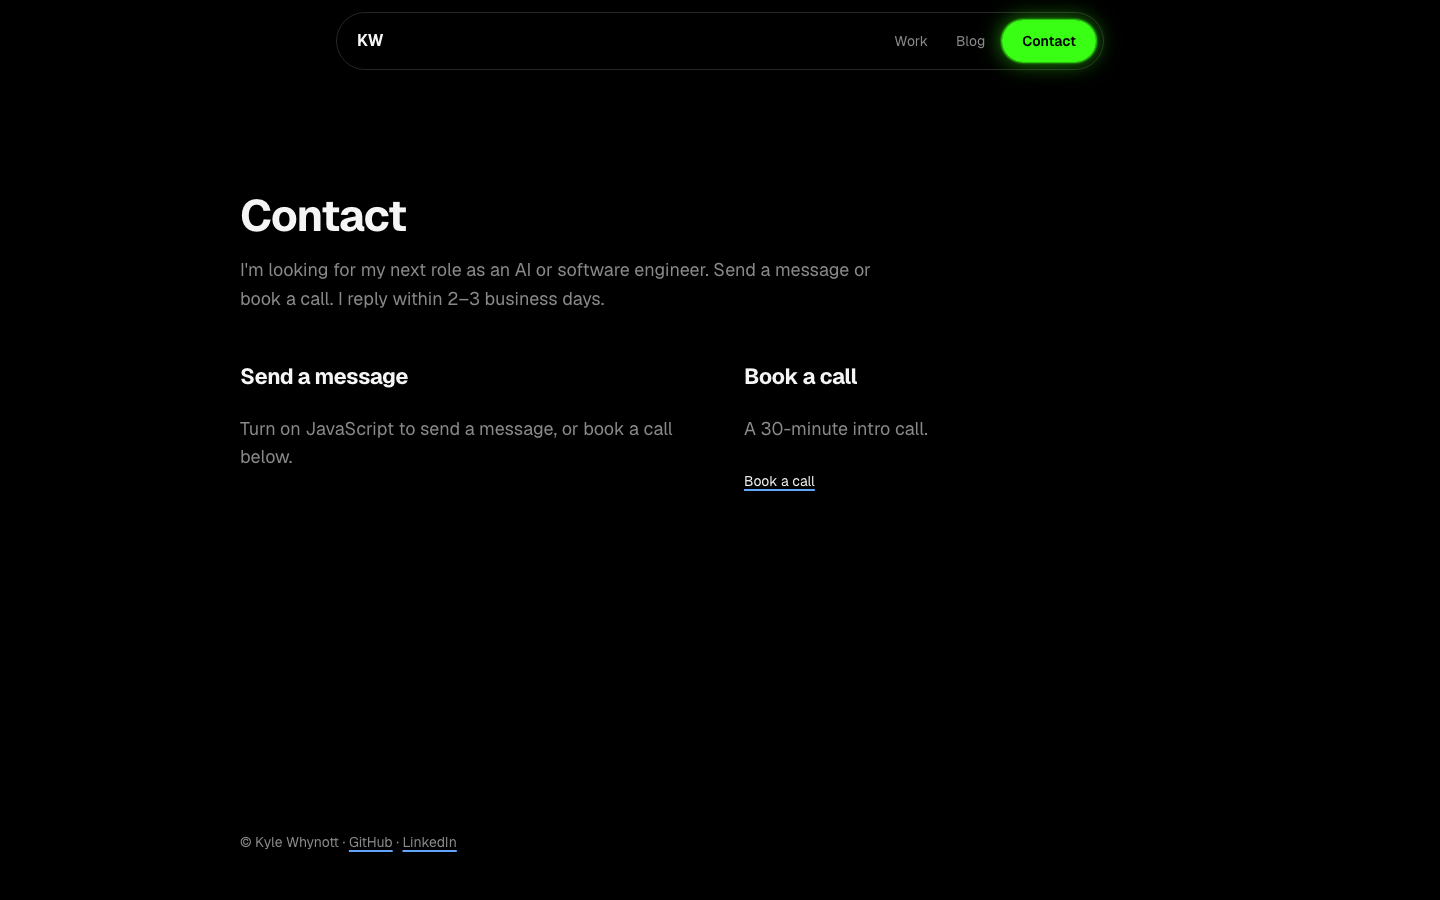 KW
Work
Blog
Contact
Contact
I'm looking for my next role as an AI or software engineer. Send a message or
book a call. I reply within 2–3 business days.
Send a message
Turn on JavaScript to send a message, or book a call
below.
Book a call
A 30-minute intro call.
Book a call
© Kyle Whynott · GitHub · LinkedIn